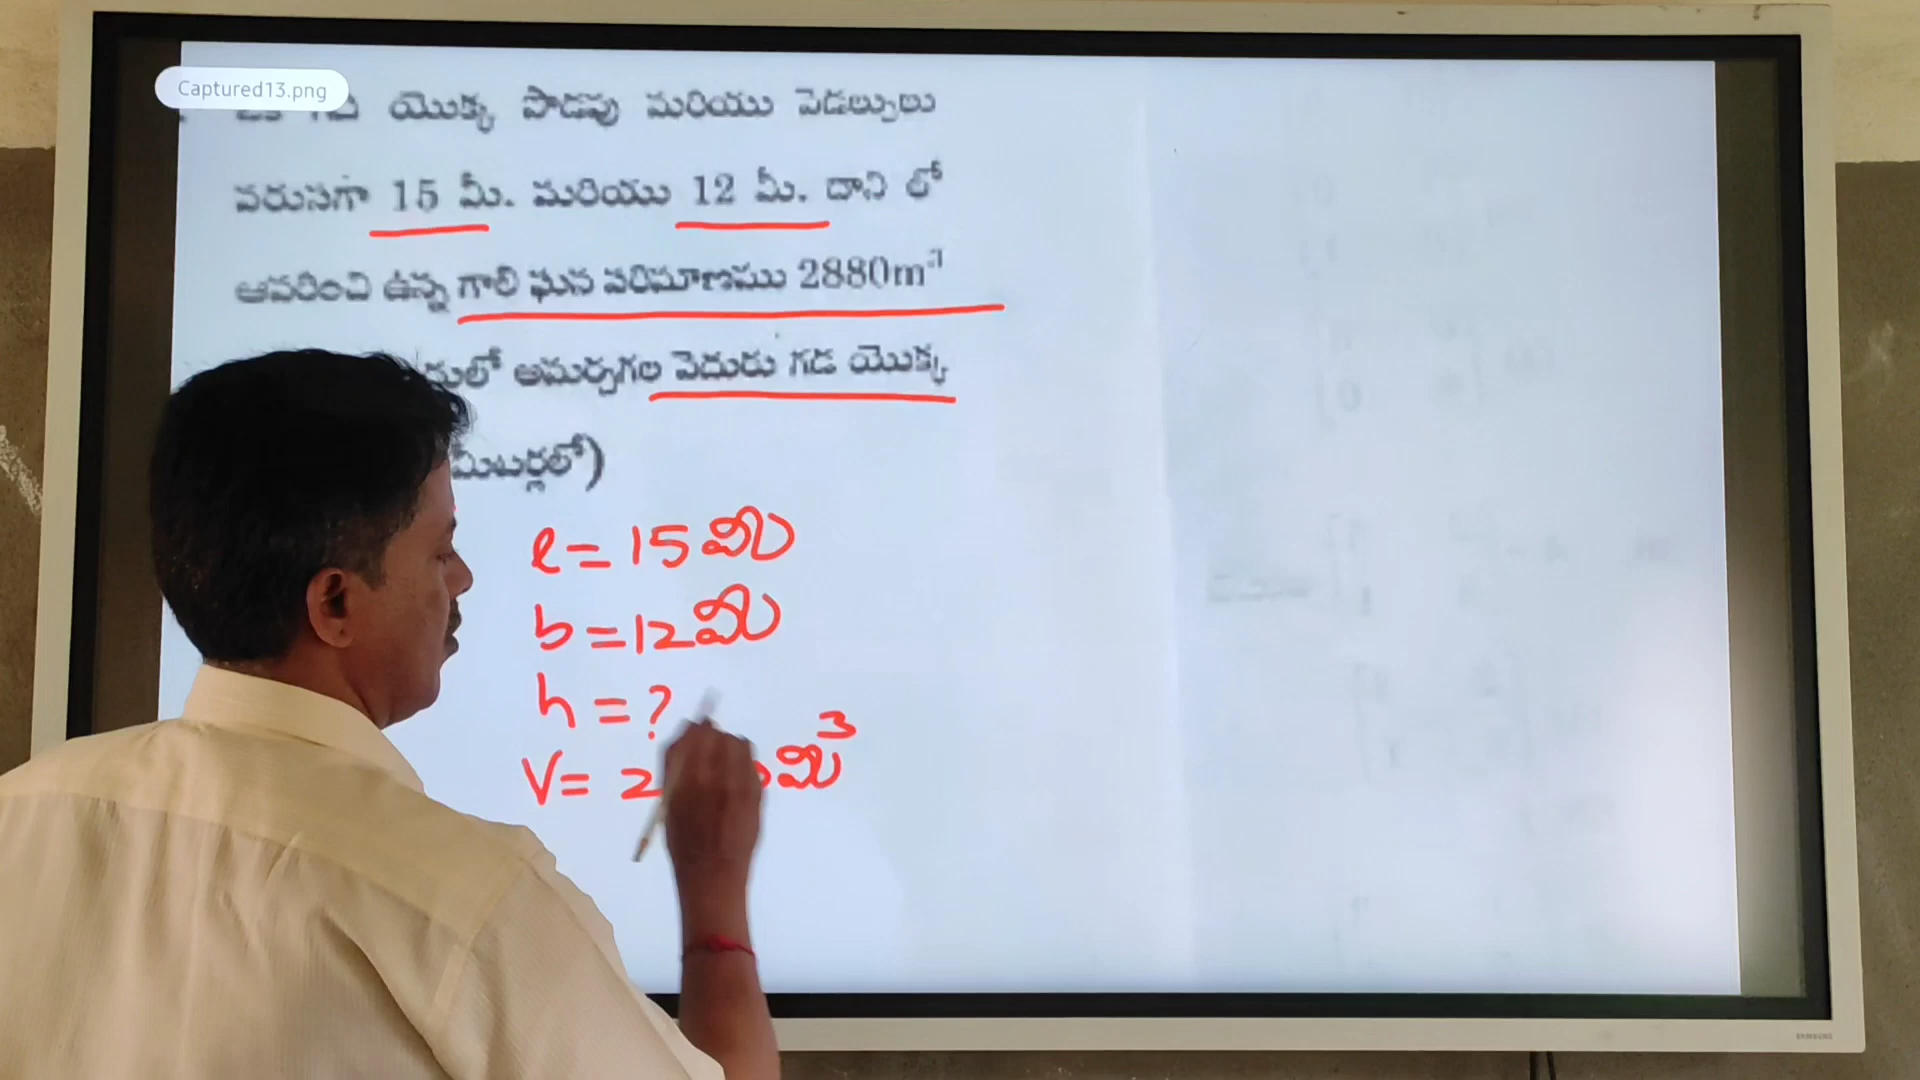 Captured13.png
యొక్క పొడవు మరియు వెడల్పులు
వరుసగా 15 మీ. మరియు 12 మీ. దాని లో
ఆవరించి ఉన్న గాలి ఘన పరిమాణము 2880m³
అమర్చగల వెదురు గడ యొక్క
మీటర్లలో)
l = 15 మీ
b = 12 మీ
h = ?
V = 2 మీ³
SAMSUNG